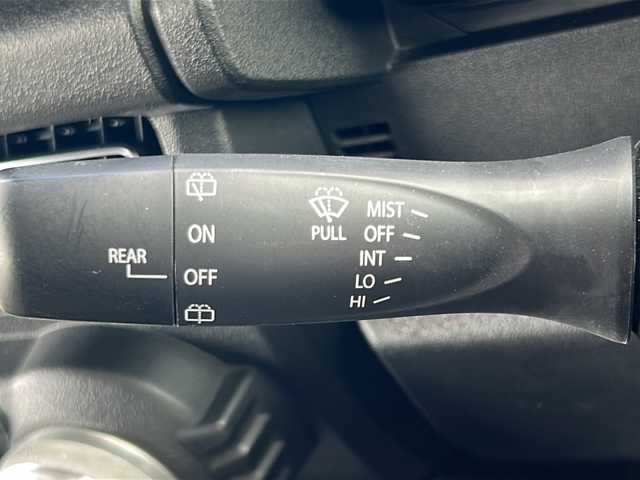 REAR
ON
OFF
PULL
MIST
OFF
INT
LO
HI